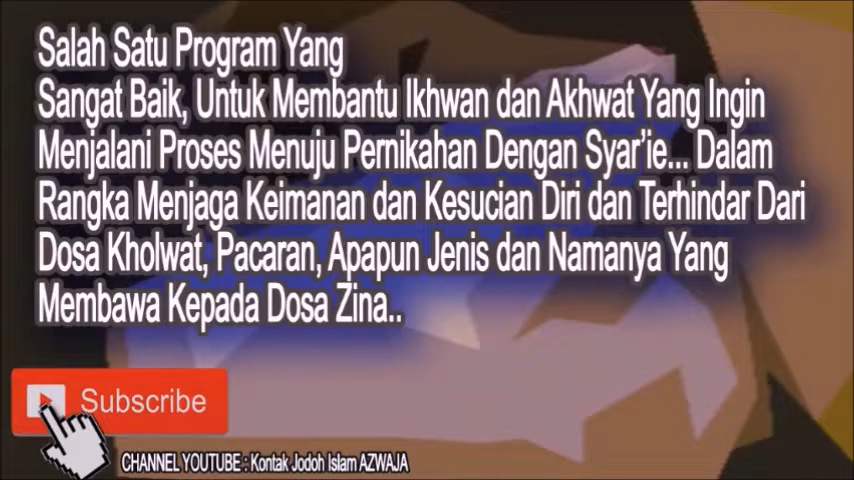 Salah Satu Program Yang
Sangat Baik, Untuk Membantu Ikhwan dan Akhwat Yang Ingin
Menjalani Proses Menuju Pernikahan Dengan Syar'ie... Dalam
Rangka Menjaga Keimanan dan Kesucian Diri dan Terhindar Dari
Dosa Kholwat, Pacaran, Apapun Jenis dan Namanya Yang
Membawa Kepada Dosa Zina..
Subscribe
CHANNEL YOUTUBE : Kontak Jodoh Islam AZWAJA